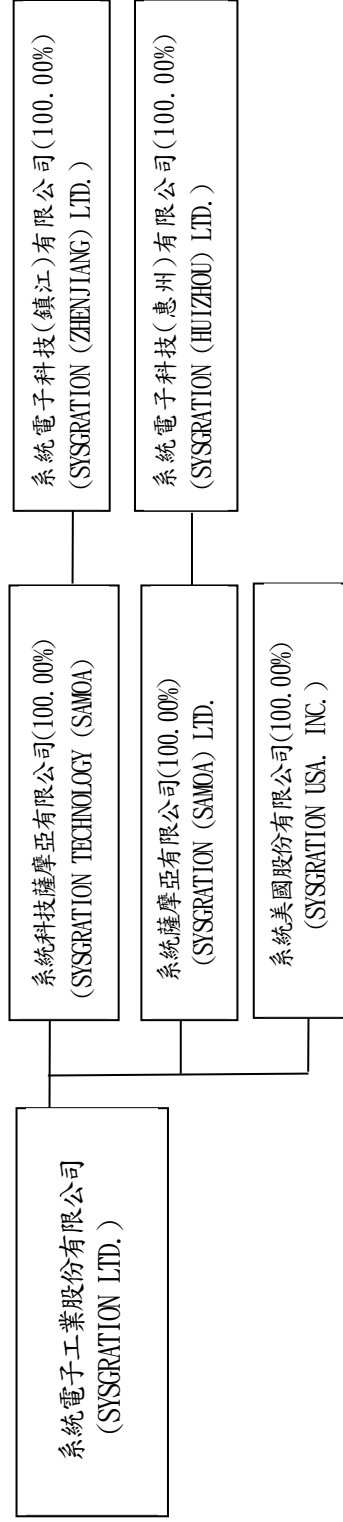 系統電子工業股份有限公司
(SYSGRATION LTD.)
系統科技薩摩亞有限公司(100.00%)
(SYSGRATION TECHNOLOGY (SAMOA)
系統電子科技(鎮江)有限公司(100.00%)
(SYSGRATION (ZHENJIANG) LTD.)
系統薩摩亞有限公司(100.00%)
(SYSGRATION (SAMOA) LTD.
系統電子科技(惠州)有限公司(100.00%)
(SYSGRATION (HUIZHOU) LTD.)
系統美國股份有限公司(100.00%)
(SYSGRATION USA. INC.)